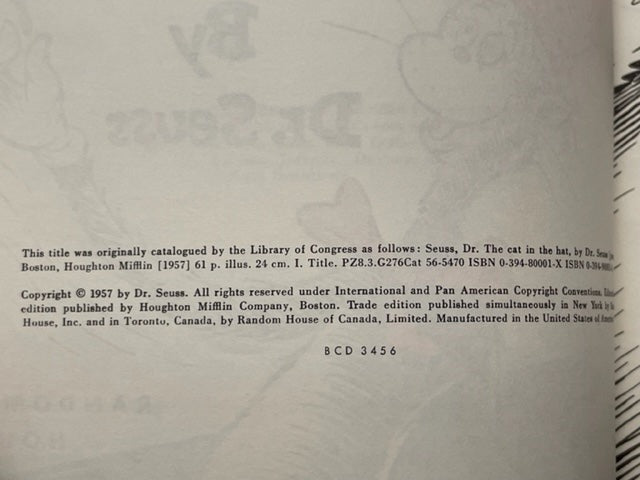 By
Dr. Seuss
This title was originally catalogued by the Library of Congress as follows: Seuss, Dr. The cat in the hat, by Dr. Seuss
Boston, Houghton Mifflin [1957] 61 p. illus. 24 cm. I. Title. PZ8.3.G276Cat 56-5470 ISBN 0-394-80001-X ISBN
Copyright © 1957 by Dr. Seuss. All rights reserved under International and Pan American Copyright Conventions.
edition published by Houghton Mifflin Company, Boston. Trade edition published simultaneously in New York by
House, Inc. and in Toronto, Canada, by Random House of Canada, Limited. Manufactured in the United States of
BCD 3456
RANDOM